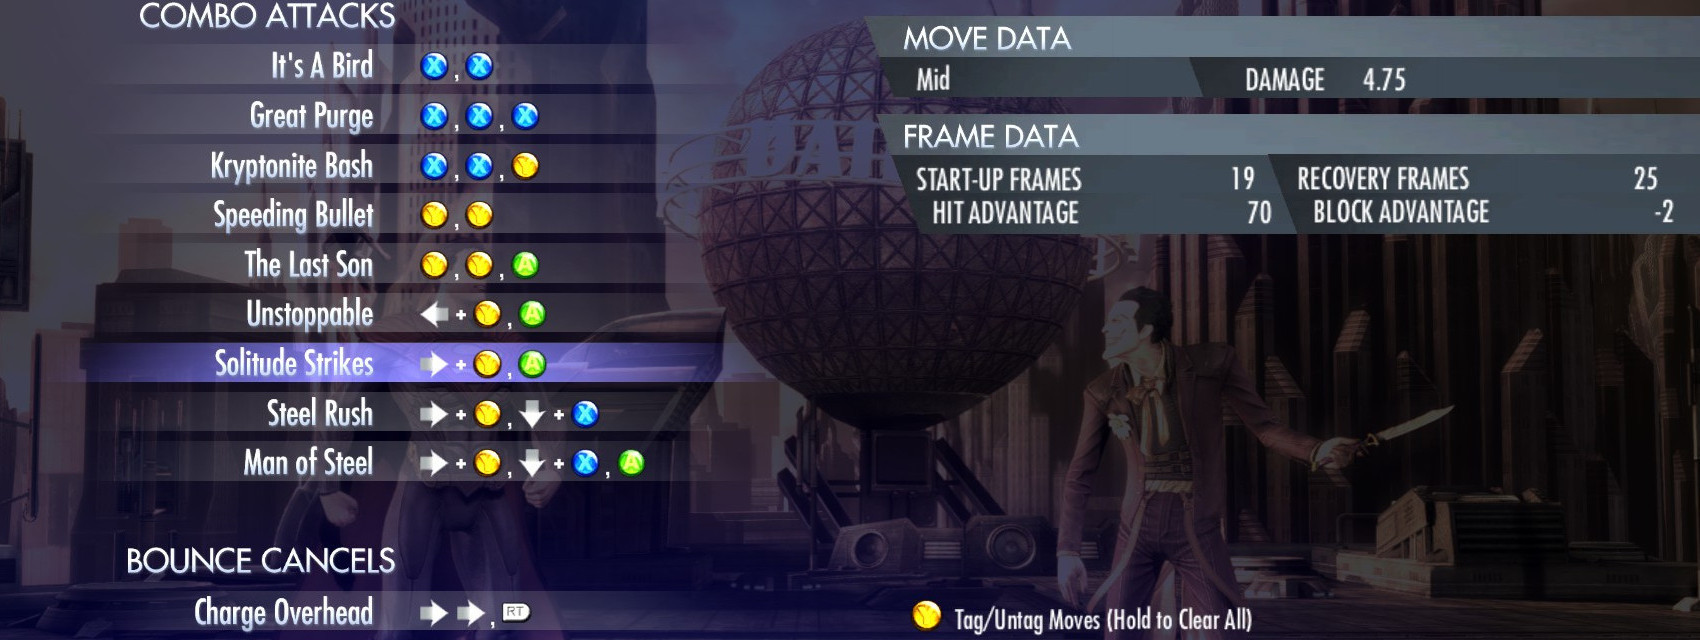 COMBO ATTACKS
It's A Bird X , X
Great Purge X , X , X
Kryptonite Bash X , X , Y
Speeding Bullet Y , Y
The Last Son Y , Y , A
Unstoppable + Y , A
Solitude Strikes + Y , A
Steel Rush + Y , + X
Man of Steel + Y , + X , A
BOUNCE CANCELS
Charge Overhead , RT
MOVE DATA
Mid DAMAGE 4.75
FRAME DATA
START-UP FRAMES 19 RECOVERY FRAMES 25
HIT ADVANTAGE 70 BLOCK ADVANTAGE -2
Y Tag/Untag Moves (Hold to Clear All)